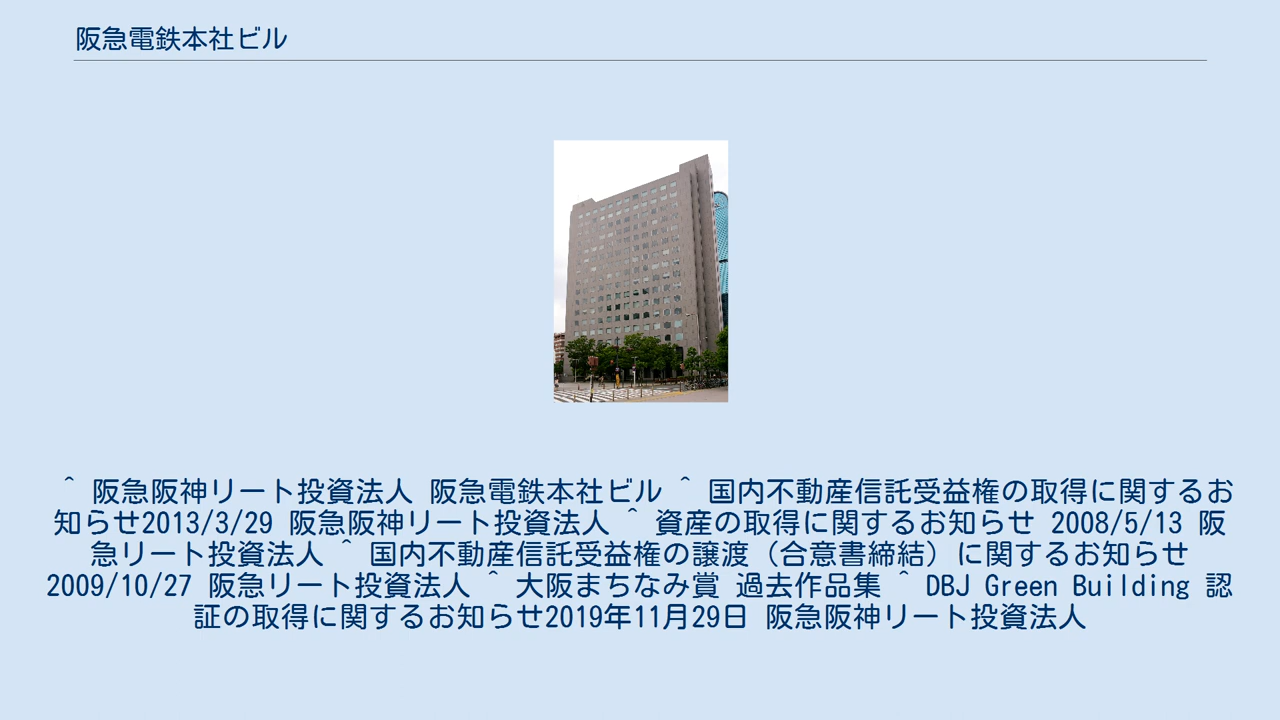 阪急電鉄本社ビル
^ 阪急阪神リート投資法人 阪急電鉄本社ビル ^ 国内不動産信託受益権の取得に関するお
知らせ2013/3/29 阪急阪神リート投資法人 ^ 資産の取得に関するお知らせ 2008/5/13 阪
急リート投資法人 ^ 国内不動産信託受益権の譲渡（合意書締結）に関するお知らせ
2009/10/27 阪急リート投資法人 ^ 大阪まちなみ賞 過去作品集 ^ DBJ Green Building 認
証の取得に関するお知らせ2019年11月29日 阪急阪神リート投資法人